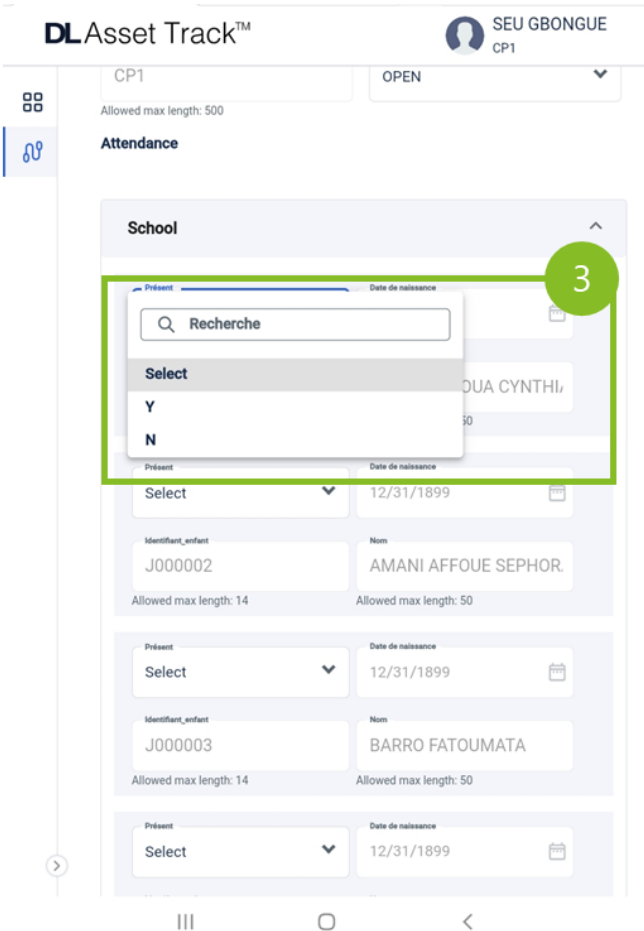 DLAsset Track™
SEU GBONGUE
CP1
CP1
OPEN
Allowed max length: 500
Attendance
School
3
Présent
Date de naissance
Recherche
Select
Y
N
OUA CYNTHI
50
Présent
Date de naissance
Select
12/31/1899
Identifiant_enfant
Nom
J000002
AMANI AFFOUE SEPHOR
Allowed max length: 14
Allowed max length: 50
Présent
Date de naissance
Select
12/31/1899
Identifiant_enfant
Nom
J000003
BARRO FATOUMATA
Allowed max length: 14
Allowed max length: 50
Présent
Date de naissance
Select
12/31/1899